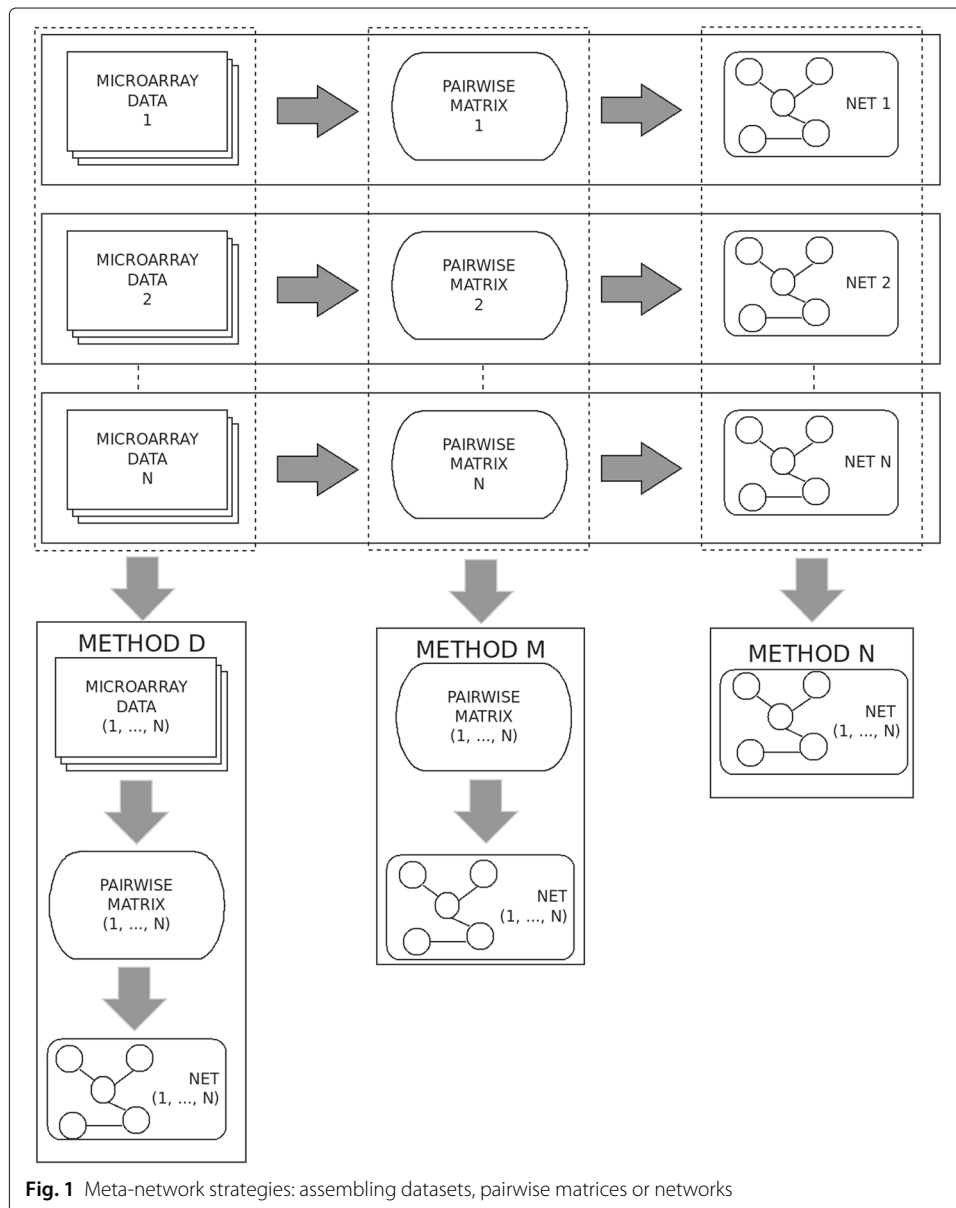 MICROARRAY
DATA
1
PAIRWISE
MATRIX
1
NET 1
MICROARRAY
DATA
2
PAIRWISE
MATRIX
2
NET 2
MICROARRAY
DATA
N
PAIRWISE
MATRIX
N
NET N
METHOD D
MICROARRAY
DATA
(1, ..., N)
PAIRWISE
MATRIX
(1, ..., N)
NET
(1, ..., N)
METHOD M
PAIRWISE
MATRIX
(1, ..., N)
NET
(1, ..., N)
METHOD N
NET
(1, ..., N)
Fig. 1 Meta-network strategies: assembling datasets, pairwise matrices or networks